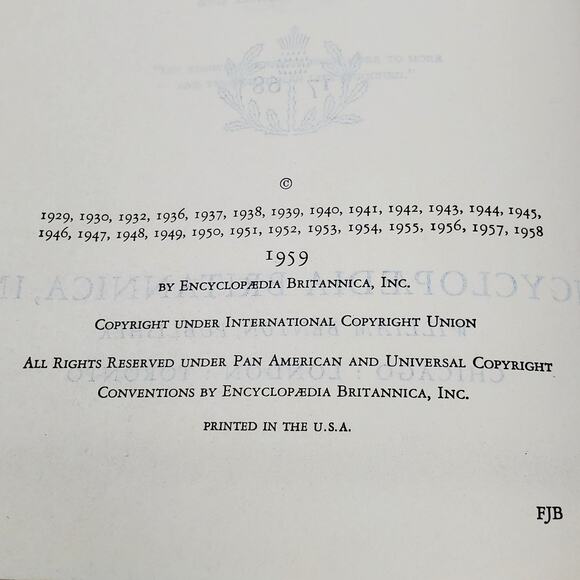 ©
1929, 1930, 1932, 1936, 1937, 1938, 1939, 1940, 1941, 1942, 1943, 1944, 1945,
1946, 1947, 1948, 1949, 1950, 1951, 1952, 1953, 1954, 1955, 1956, 1957, 1958
1959
BY ENCYCLOPÆDIA BRITANNICA, INC.
COPYRIGHT UNDER INTERNATIONAL COPYRIGHT UNION
ALL RIGHTS RESERVED UNDER PAN AMERICAN AND UNIVERSAL COPYRIGHT
CONVENTIONS BY ENCYCLOPÆDIA BRITANNICA, INC.
PRINTED IN THE U.S.A.
FJB